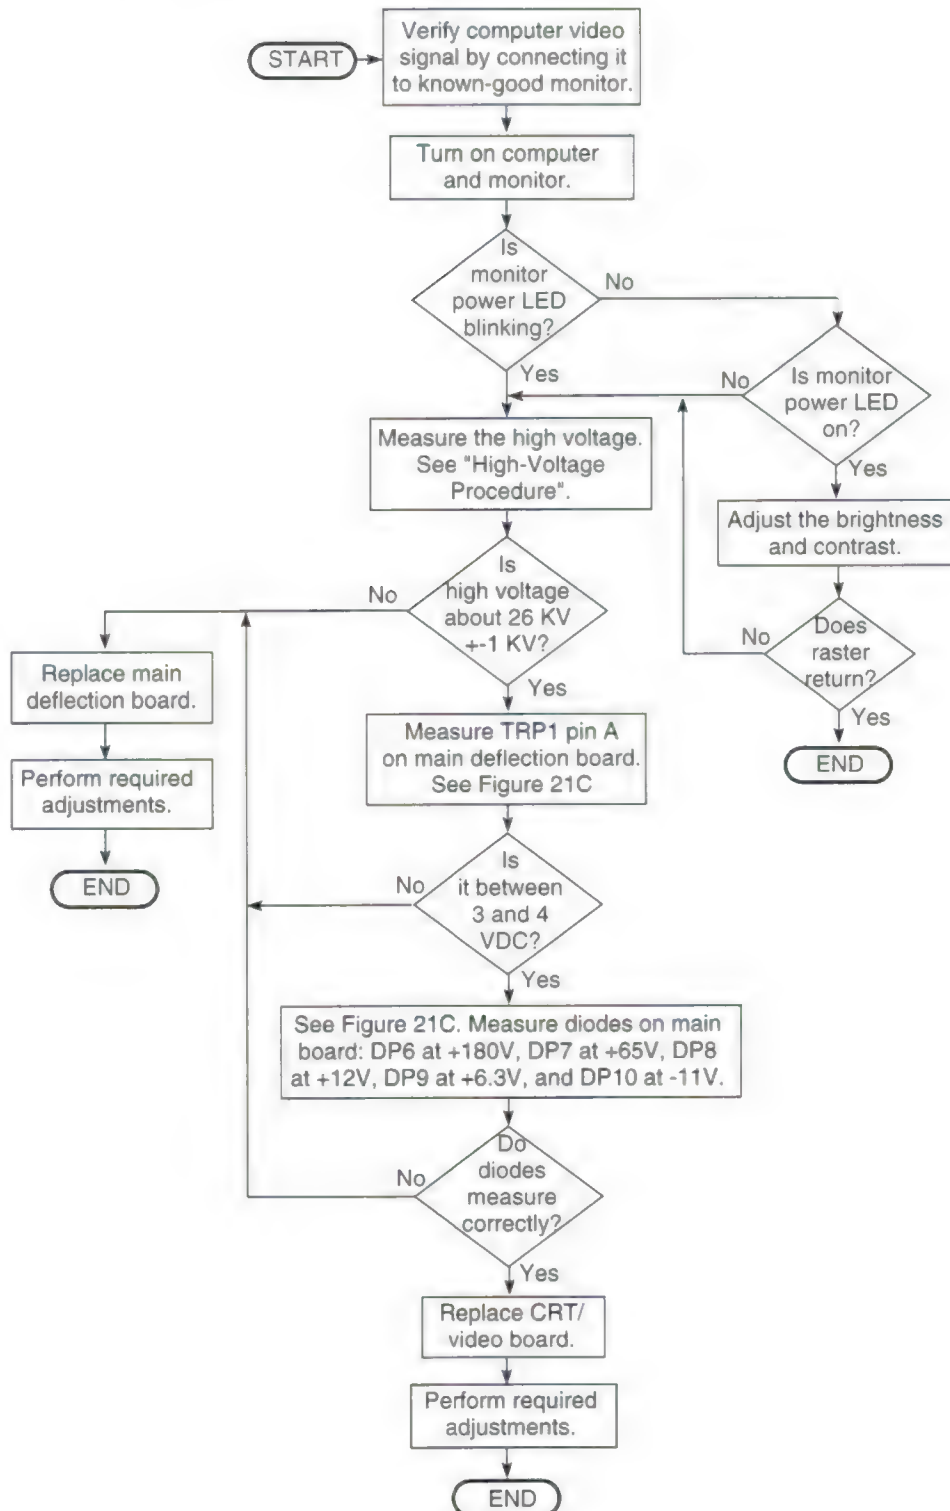 START
Verify computer video
signal by connecting it
to known-good monitor.
Turn on computer
and monitor.
Is
monitor
power LED
blinking?
No
Yes
Is monitor
power LED
on?
No
Yes
Measure the high voltage.
See "High-Voltage
Procedure".
Adjust the brightness
and contrast.
Is
high voltage
about 26 KV
+-1 KV?
No
Yes
Does
raster
return?
No
Yes
END
Replace main
deflection board.
Perform required
adjustments.
END
Measure TRP1 pin A
on main deflection board.
See Figure 21C
Is
it between
3 and 4
VDC?
No
Yes
See Figure 21C. Measure diodes on main
board: DP6 at +180V, DP7 at +65V, DP8
at +12V, DP9 at +6.3V, and DP10 at -11V.
Do
diodes
measure
correctly?
No
Yes
Replace CRT/
video board.
Perform required
adjustments.
END